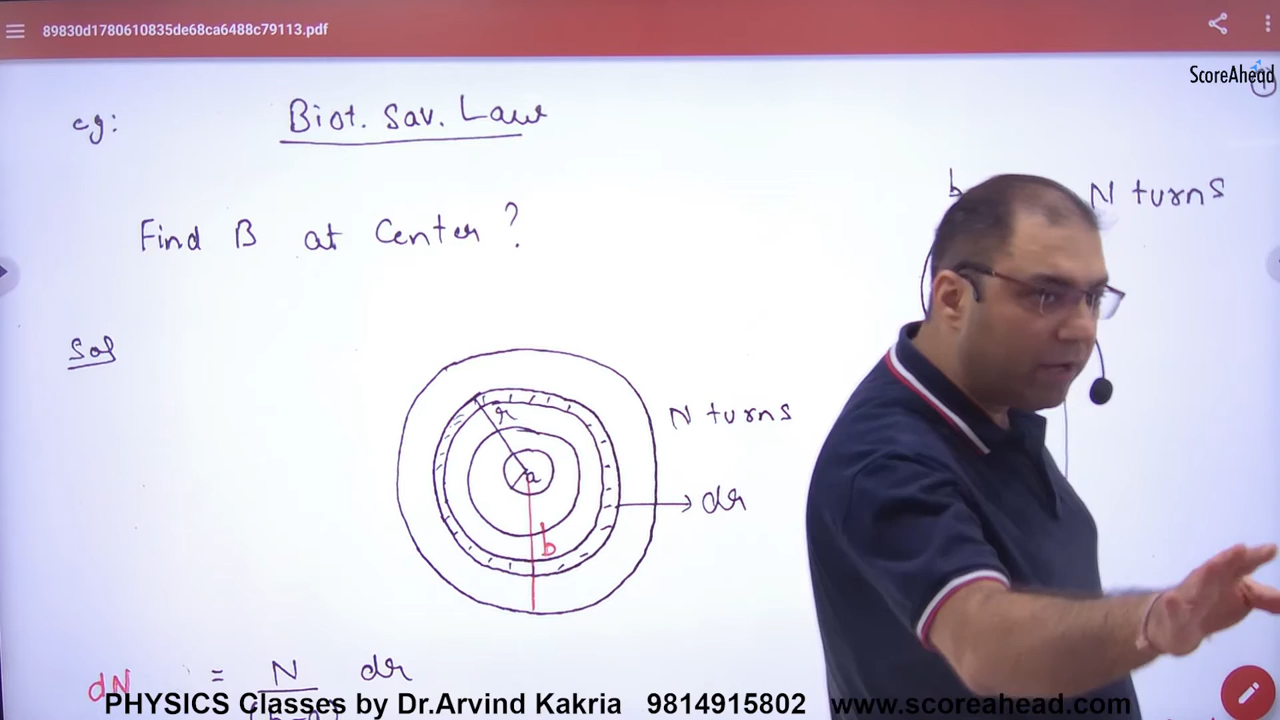 89830d1780610835de68ca6488c79113.pdf
ScoreAhead
eg: Biot. Sav. Law
b N turns
Find B at Center ?
Sol
r
N turns
a
dr
b
dN = N dr
(b-a)
PHYSICS Classes by Dr.Arvind Kakria 9814915802 www.scoreahead.com